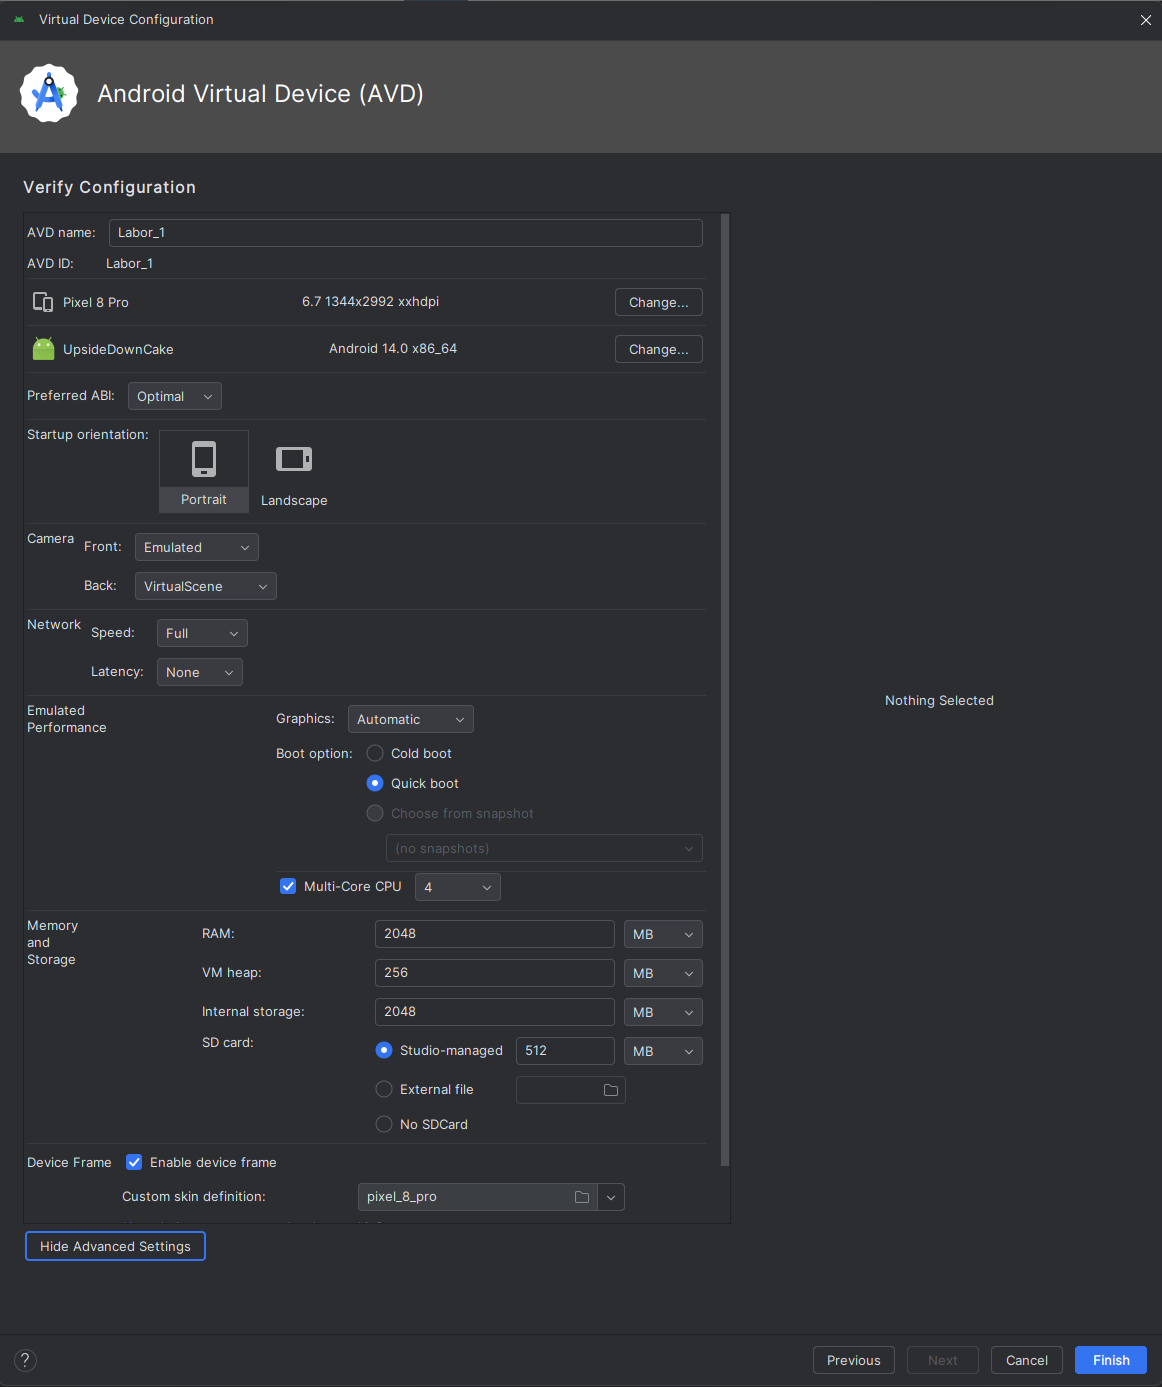 Virtual Device Configuration
Android Virtual Device (AVD)
Verify Configuration
AVD name: Labor_1
AVD ID: Labor_1
Pixel 8 Pro 6.7 1344x2992 xxhdpi Change...
UpsideDownCake Android 14.0 x86_64 Change...
Preferred ABI: Optimal
Startup orientation:
Portrait Landscape
Camera Front: Emulated
Back: VirtualScene
Network Speed: Full
Latency: None
Nothing Selected
Emulated Performance
Graphics: Automatic
Boot option: Cold boot
Quick boot
Choose from snapshot
(no snapshots)
Multi-Core CPU 4
Memory and Storage
RAM: 2048 MB
VM heap: 256 MB
Internal storage: 2048 MB
SD card: Studio-managed 512 MB
External file
No SDCard
Device Frame Enable device frame
Custom skin definition: pixel_8_pro
Hide Advanced Settings
? Previous Next Cancel Finish